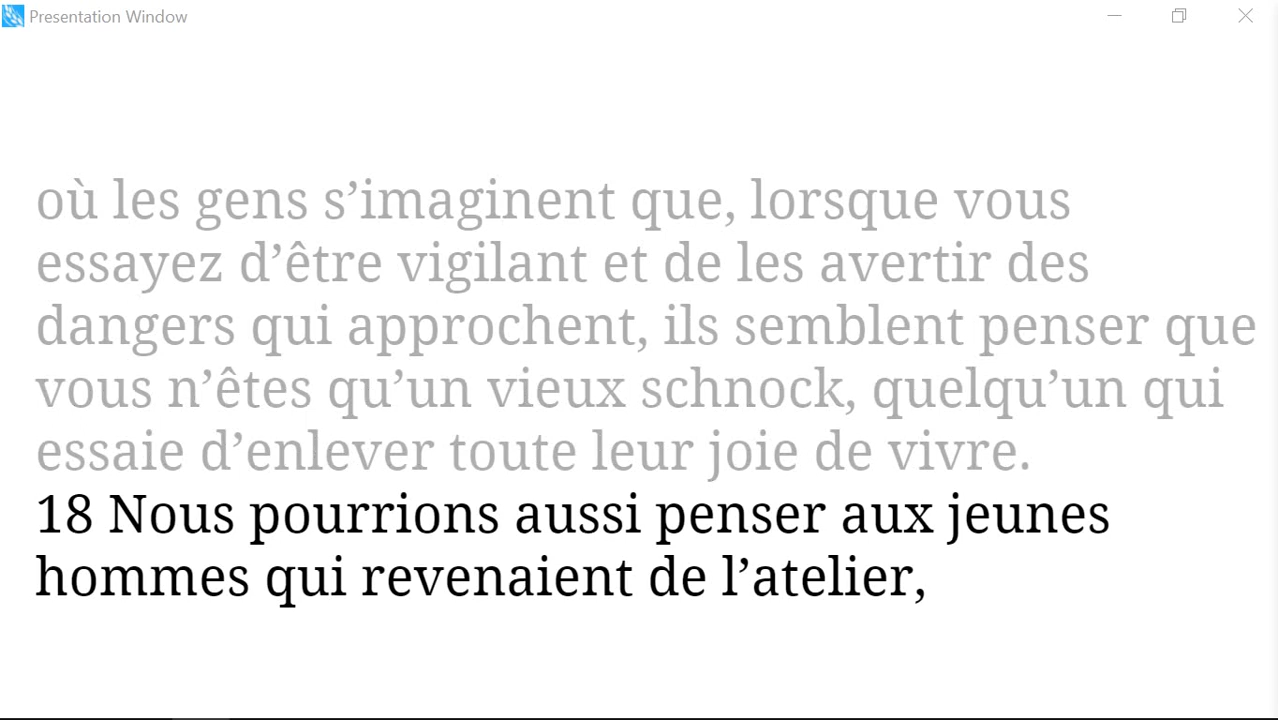 Presentation Window
où les gens s’imaginent que, lorsque vous
essayez d’être vigilant et de les avertir des
dangers qui approchent, ils semblent penser que
vous n’êtes qu’un vieux schnock, quelqu’un qui
essaie d’enlever toute leur joie de vivre.
18 Nous pourrions aussi penser aux jeunes
hommes qui revenaient de l’atelier,